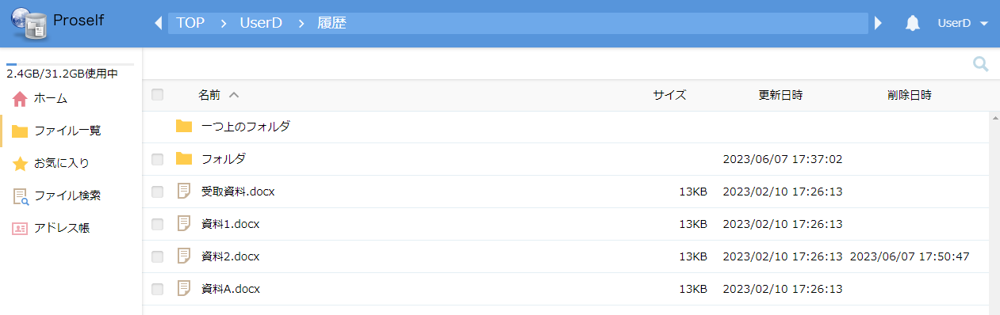 Proself
TOP > UserD > 履歴
UserD
2.4GB/31.2GB使用中
ホーム
ファイル一覧
お気に入り
ファイル検索
アドレス帳
名前 サイズ 更新日時 削除日時
一つ上のフォルダ
フォルダ 2023/06/07 17:37:02
受取資料.docx 13KB 2023/02/10 17:26:13
資料1.docx 13KB 2023/02/10 17:26:13
資料2.docx 13KB 2023/02/10 17:26:13 2023/06/07 17:50:47
資料A.docx 13KB 2023/02/10 17:26:13